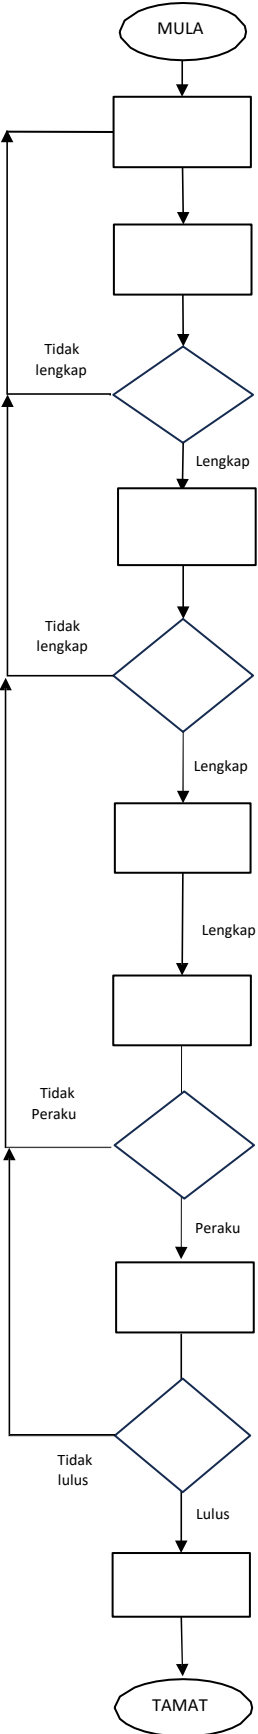 MULA
Tidak
lengkap
Lengkap
Tidak
lengkap
Lengkap
Lengkap
Tidak
Peraku
Peraku
Tidak
lulus
Lulus
TAMAT